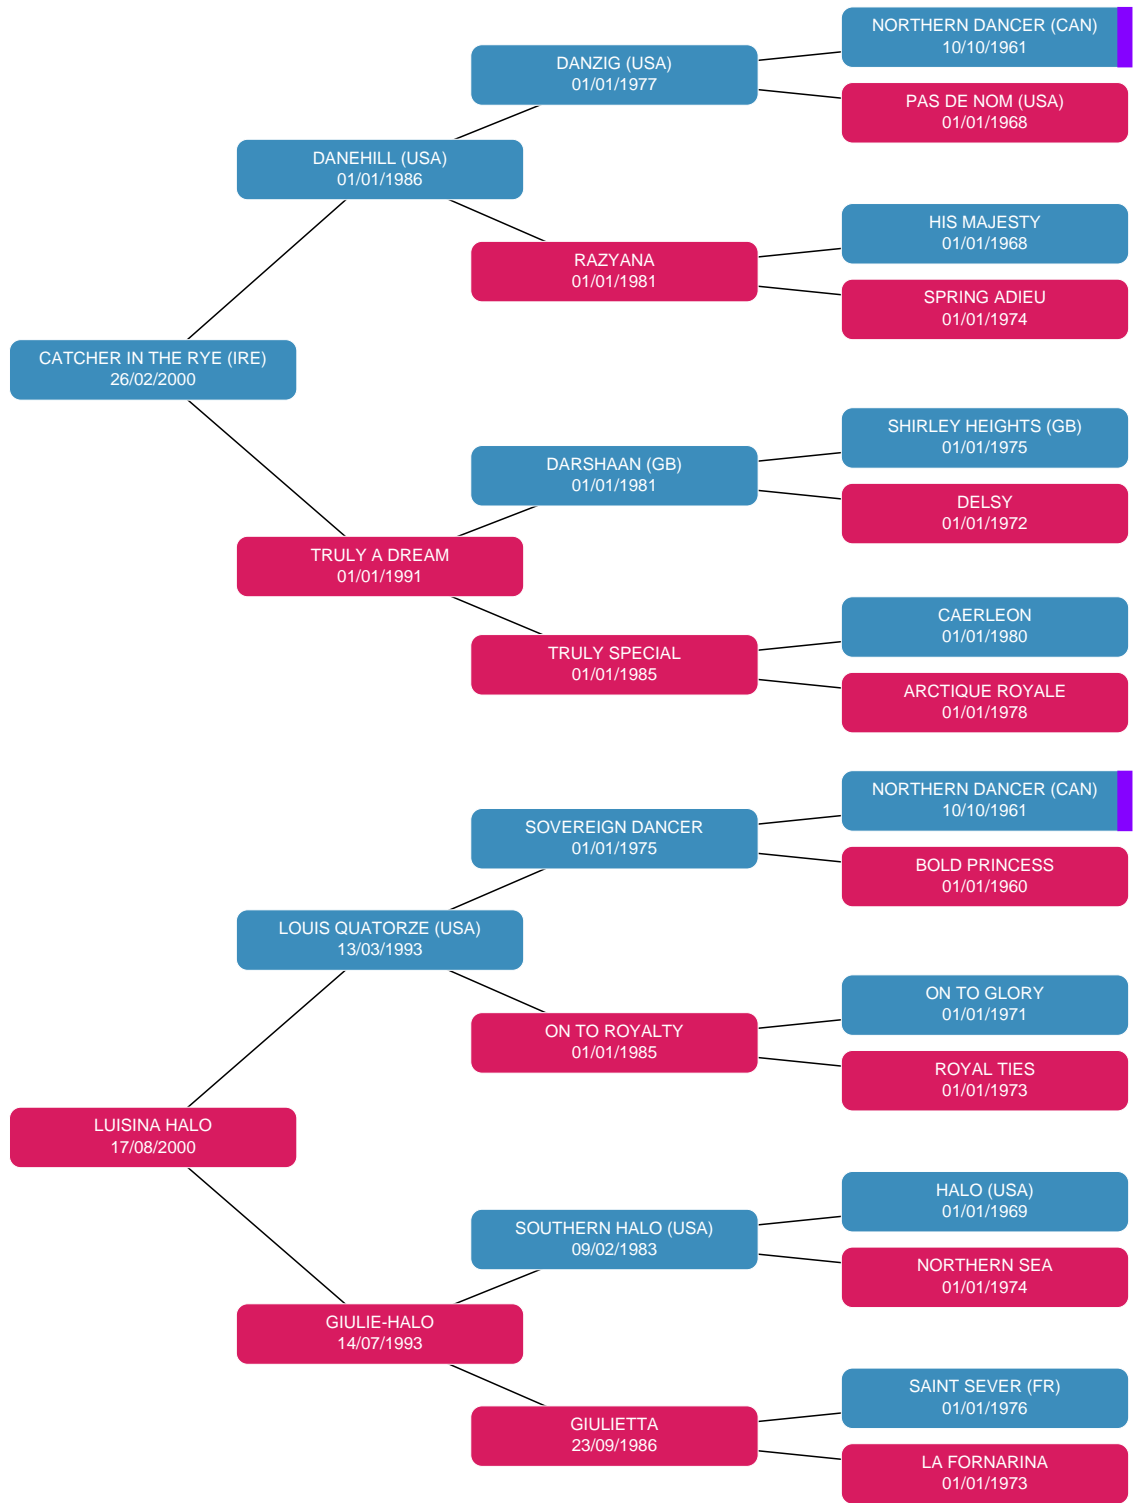 NORTHERN DANCER (CAN)
10/10/1961
DANZIG (USA)
01/01/1977
PAS DE NOM (USA)
01/01/1968
DANEHILL (USA)
01/01/1986
HIS MAJESTY
01/01/1968
RAZYANA
01/01/1981
SPRING ADIEU
01/01/1974
CATCHER IN THE RYE (IRE)
26/02/2000
SHIRLEY HEIGHTS (GB)
01/01/1975
DARSHAAN (GB)
01/01/1981
DELSY
01/01/1972
TRULY A DREAM
01/01/1991
CAERLEON
01/01/1980
TRULY SPECIAL
01/01/1985
ARCTIQUE ROYALE
01/01/1978
NORTHERN DANCER (CAN)
10/10/1961
SOVEREIGN DANCER
01/01/1975
BOLD PRINCESS
01/01/1960
LOUIS QUATORZE (USA)
13/03/1993
ON TO GLORY
01/01/1971
ON TO ROYALTY
01/01/1985
ROYAL TIES
01/01/1973
LUISINA HALO
17/08/2000
HALO (USA)
01/01/1969
SOUTHERN HALO (USA)
09/02/1983
NORTHERN SEA
01/01/1974
GIULIE-HALO
14/07/1993
SAINT SEVER (FR)
01/01/1976
GIULIETTA
23/09/1986
LA FORNARINA
01/01/1973